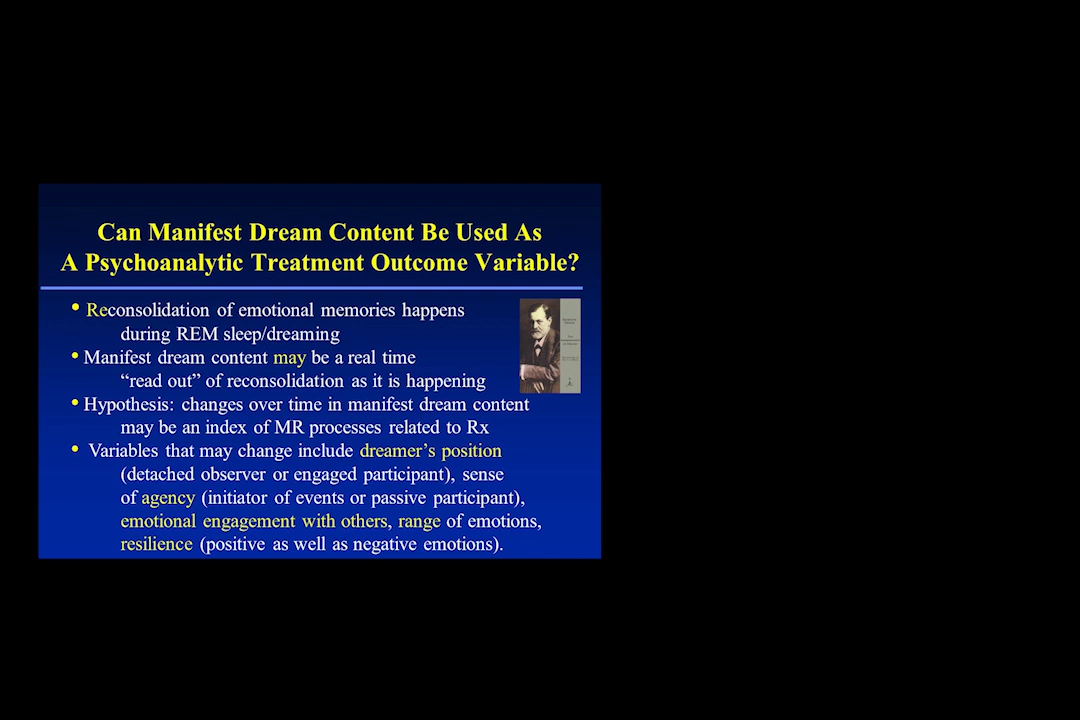 Can Manifest Dream Content Be Used As
A Psychoanalytic Treatment Outcome Variable?
• Reconsolidation of emotional memories happens
during REM sleep/dreaming
• Manifest dream content may be a real time
“read out” of reconsolidation as it is happening
• Hypothesis: changes over time in manifest dream content
may be an index of MR processes related to Rx
• Variables that may change include dreamer’s position
(detached observer or engaged participant), sense
of agency (initiator of events or passive participant),
emotional engagement with others, range of emotions,
resilience (positive as well as negative emotions).